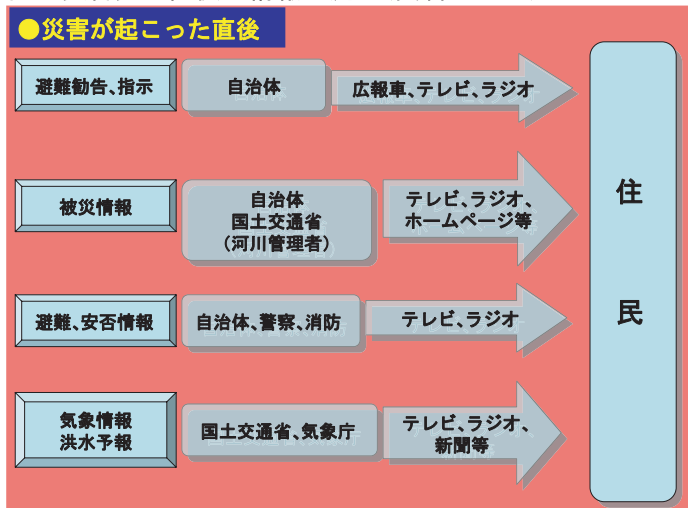 ●災害が起こった直後
避難勧告、指示
自治体
広報車、テレビ、ラジオ
被災情報
自治体
国土交通省
（河川管理者）
テレビ、ラジオ、
ホームページ等
避難、安否情報
自治体、警察、消防
テレビ、ラジオ
気象情報
洪水予報
国土交通省、気象庁
テレビ、ラジオ、
新聞等
住
民